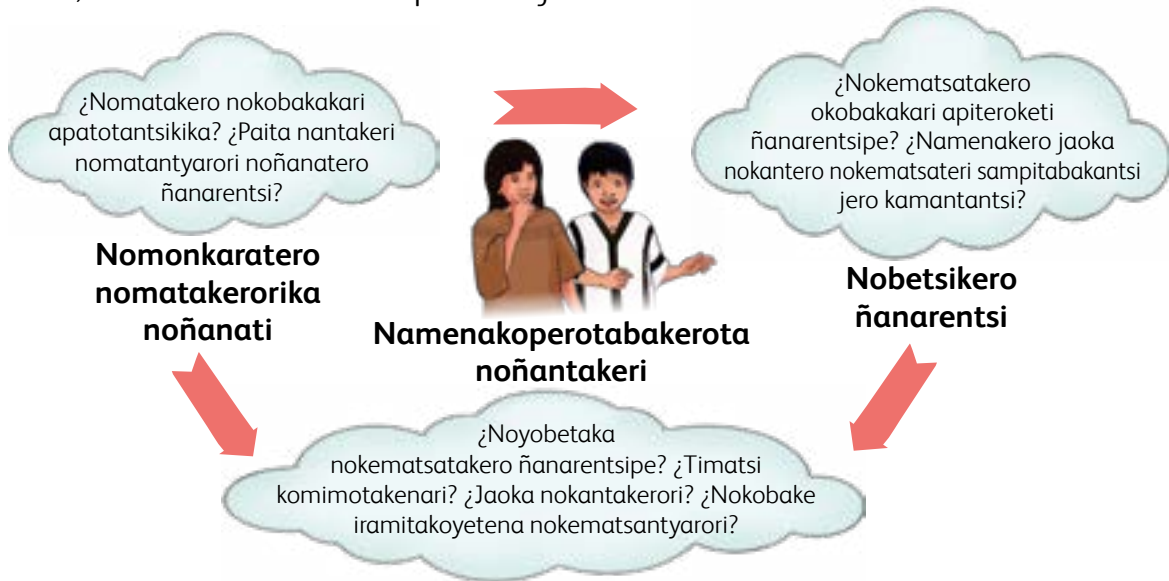 ¿Nomatakero nokobakakari
apatotantsikika? ¿Paita nantakeri
nomatantyarori noñanatero
ñanarentsi?
Nomonkaratero
nomatakerorika
noñanati
¿Nokematsatakero
okobakakari apiteroketi
ñanarentsipe? ¿Namenakero jaoka
nokantero nokematsateri sampitabakantsi
jero kamantantsi?
Nobetsikero
ñanarentsi
Namenakoperotabakerota
noñantakeri
¿Noyobetaka
nokematsatakero ñanarentsipe? ¿Timatsi
komimotakenari? ¿Jaoka nokantakerori? ¿Nokobake
iramitakoyetena nokematsantyarori?